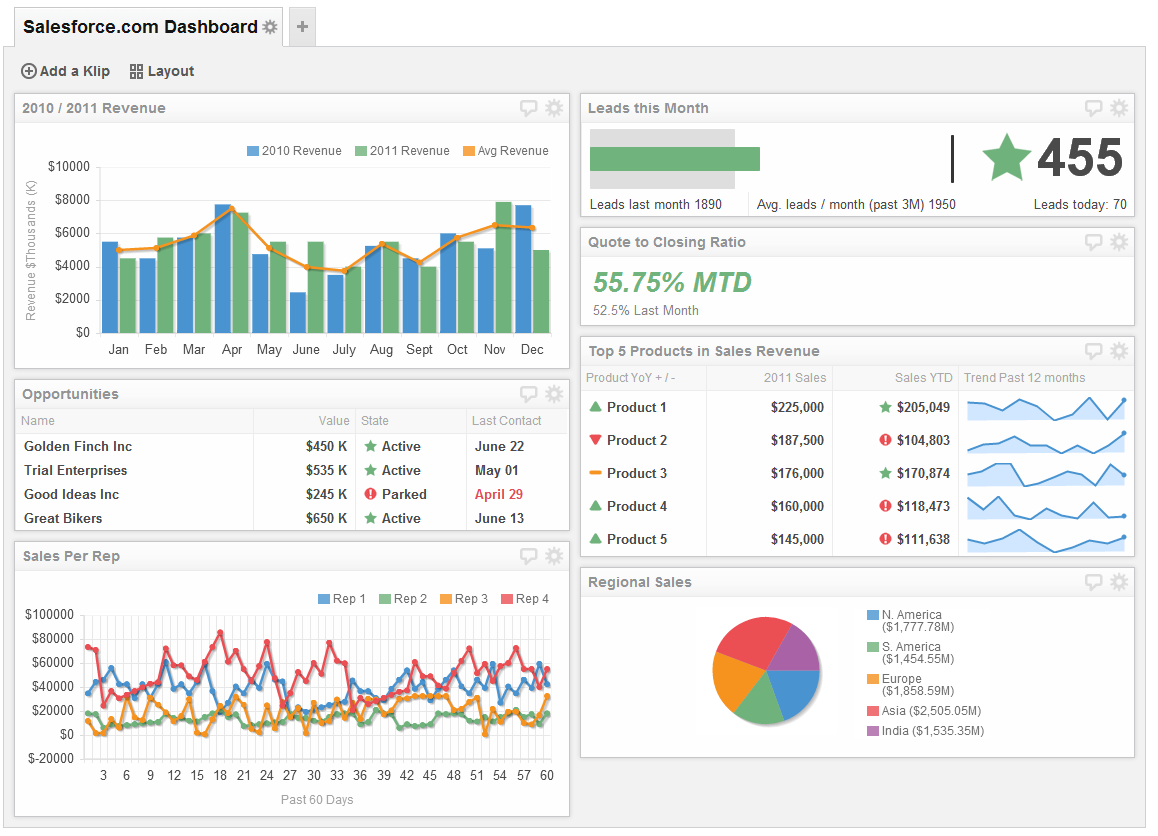 Salesforce.com Dashboard
+
Add a Klip Layout
2010 / 2011 Revenue
2010 Revenue 2011 Revenue Avg Revenue
Revenue $Thousands (K)
$10000
$8000
$6000
$4000
$2000
$0
Jan Feb Mar Apr May June July Aug Sept Oct Nov Dec
Opportunities
Name Value State Last Contact
Golden Finch Inc $450 K Active June 22
Trial Enterprises $535 K Active May 01
Good Ideas Inc $245 K Parked April 29
Great Bikers $650 K Active June 13
Sales Per Rep
Rep 1 Rep 2 Rep 3 Rep 4
$100000
$80000
$60000
$40000
$20000
$0
$-20000
3 6 9 12 15 18 21 24 27 30 33 36 39 42 45 48 51 54 57 60
Past 60 Days
Leads this Month
455
Leads last month 1890 Avg. leads / month (past 3M) 1950 Leads today: 70
Quote to Closing Ratio
55.75% MTD
52.5% Last Month
Top 5 Products in Sales Revenue
Product YoY + / - 2011 Sales Sales YTD Trend Past 12 months
Product 1 $225,000 $205,049
Product 2 $187,500 $104,803
Product 3 $176,000 $170,874
Product 4 $160,000 $118,473
Product 5 $145,000 $111,638
Regional Sales
N. America
($1,777.78M)
S. America
($1,454.55M)
Europe
($1,858.59M)
Asia ($2,505.05M)
India ($1,535.35M)